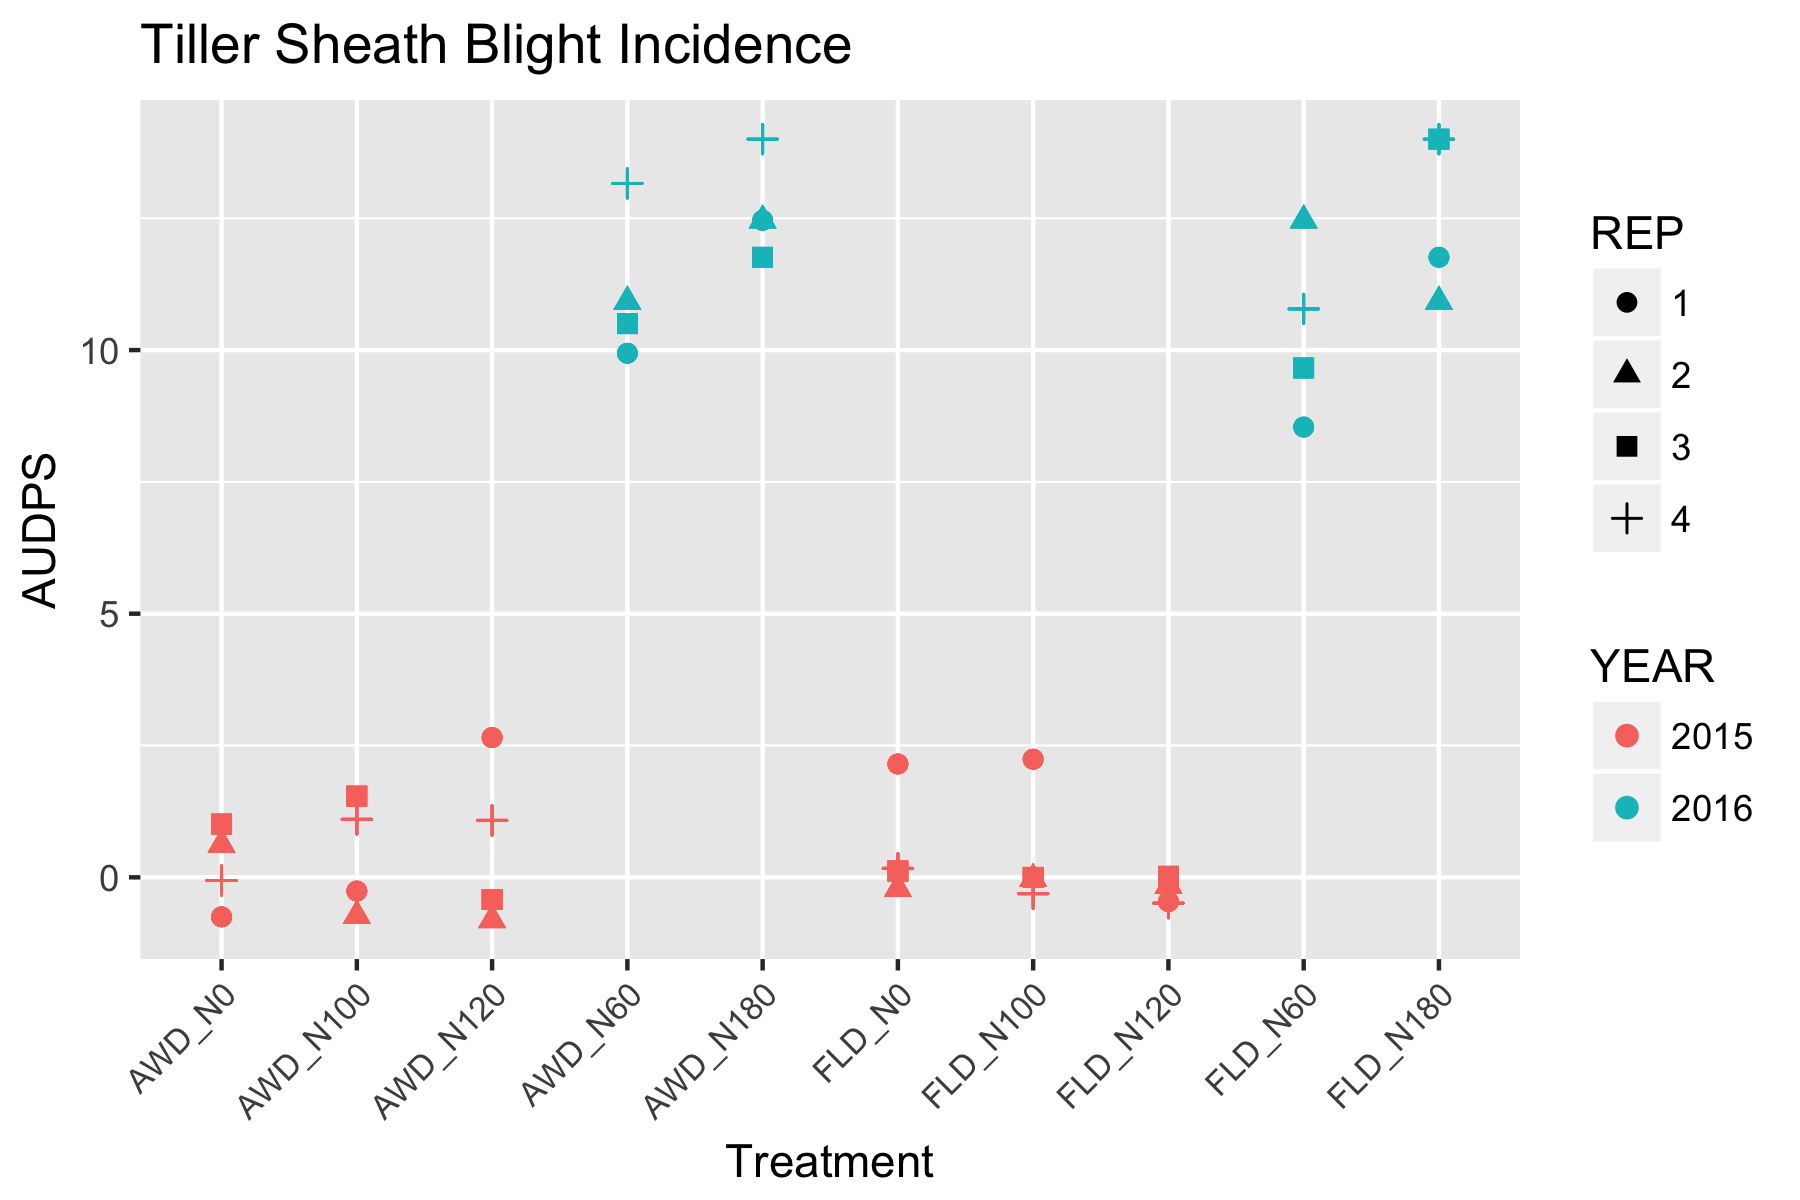 Tiller Sheath Blight Incidence
AUDPS
10
5
0
AWD_N0
AWD_N100
AWD_N120
AWD_N60
AWD_N180
FLD_N0
FLD_N100
FLD_N120
FLD_N60
FLD_N180
Treatment
REP
1
2
3
4
YEAR
2015
2016